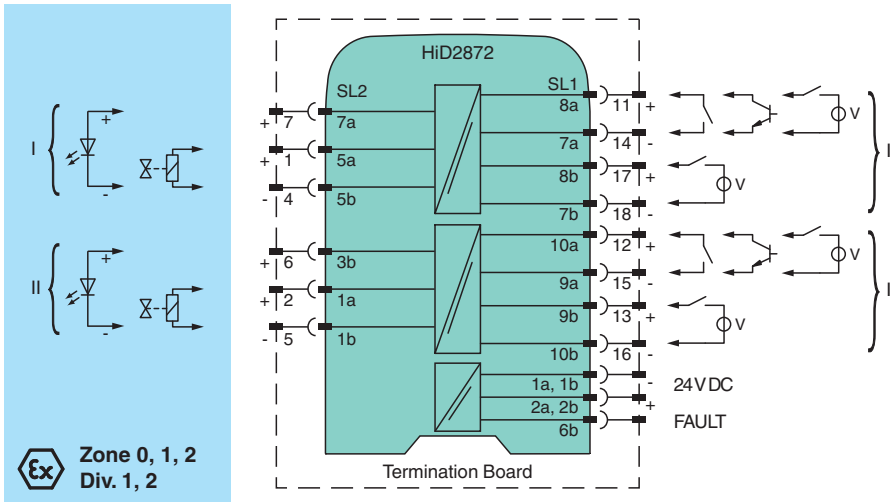 HiD2872
SL2
SL1
I
+
-
+ 7
7a
+ 1
5a
- 4
5b
8a
11 +
7a
14 -
8b
17 +
7b
18 -
V
V
I
II
+
-
+ 6
3b
+ 2
1a
- 5
1b
10a
12 +
9a
15 -
9b
13 +
10b
16 -
V
V
I
1a, 1b
-
24 V DC
2a, 2b
+
6b
FAULT
Ex
Zone 0, 1, 2
Div. 1, 2
Termination Board